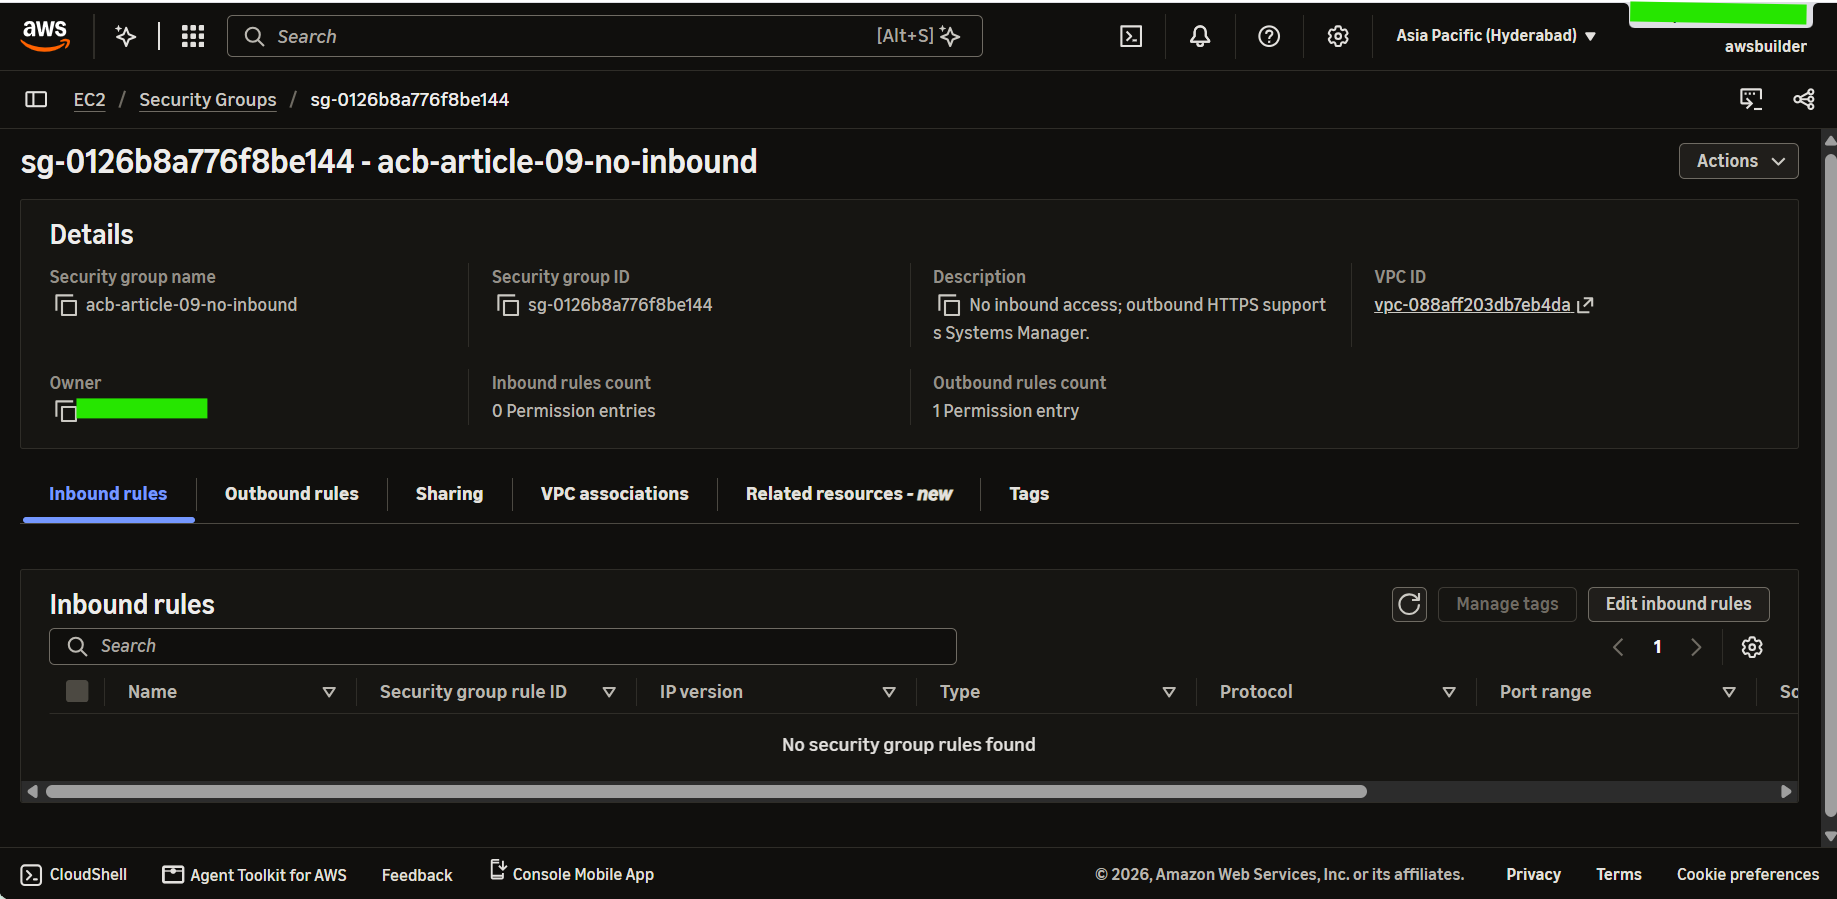 aws
Search [Alt+S]
Asia Pacific (Hyderabad)
awsbuilder
EC2 / Security Groups / sg-0126b8a776f8be144
sg-0126b8a776f8be144 - acb-article-09-no-inbound
Actions
Details
Security group name
acb-article-09-no-inbound
Security group ID
sg-0126b8a776f8be144
Description
No inbound access; outbound HTTPS support
s Systems Manager.
VPC ID
vpc-088aff203db7eb4da
Owner
Inbound rules count
0 Permission entries
Outbound rules count
1 Permission entry
Inbound rules
Outbound rules
Sharing
VPC associations
Related resources - new
Tags
Inbound rules
Manage tags
Edit inbound rules
Search
1
Name
Security group rule ID
IP version
Type
Protocol
Port range
So
No security group rules found
CloudShell
Agent Toolkit for AWS
Feedback
Console Mobile App
© 2026, Amazon Web Services, Inc. or its affiliates.
Privacy
Terms
Cookie preferences